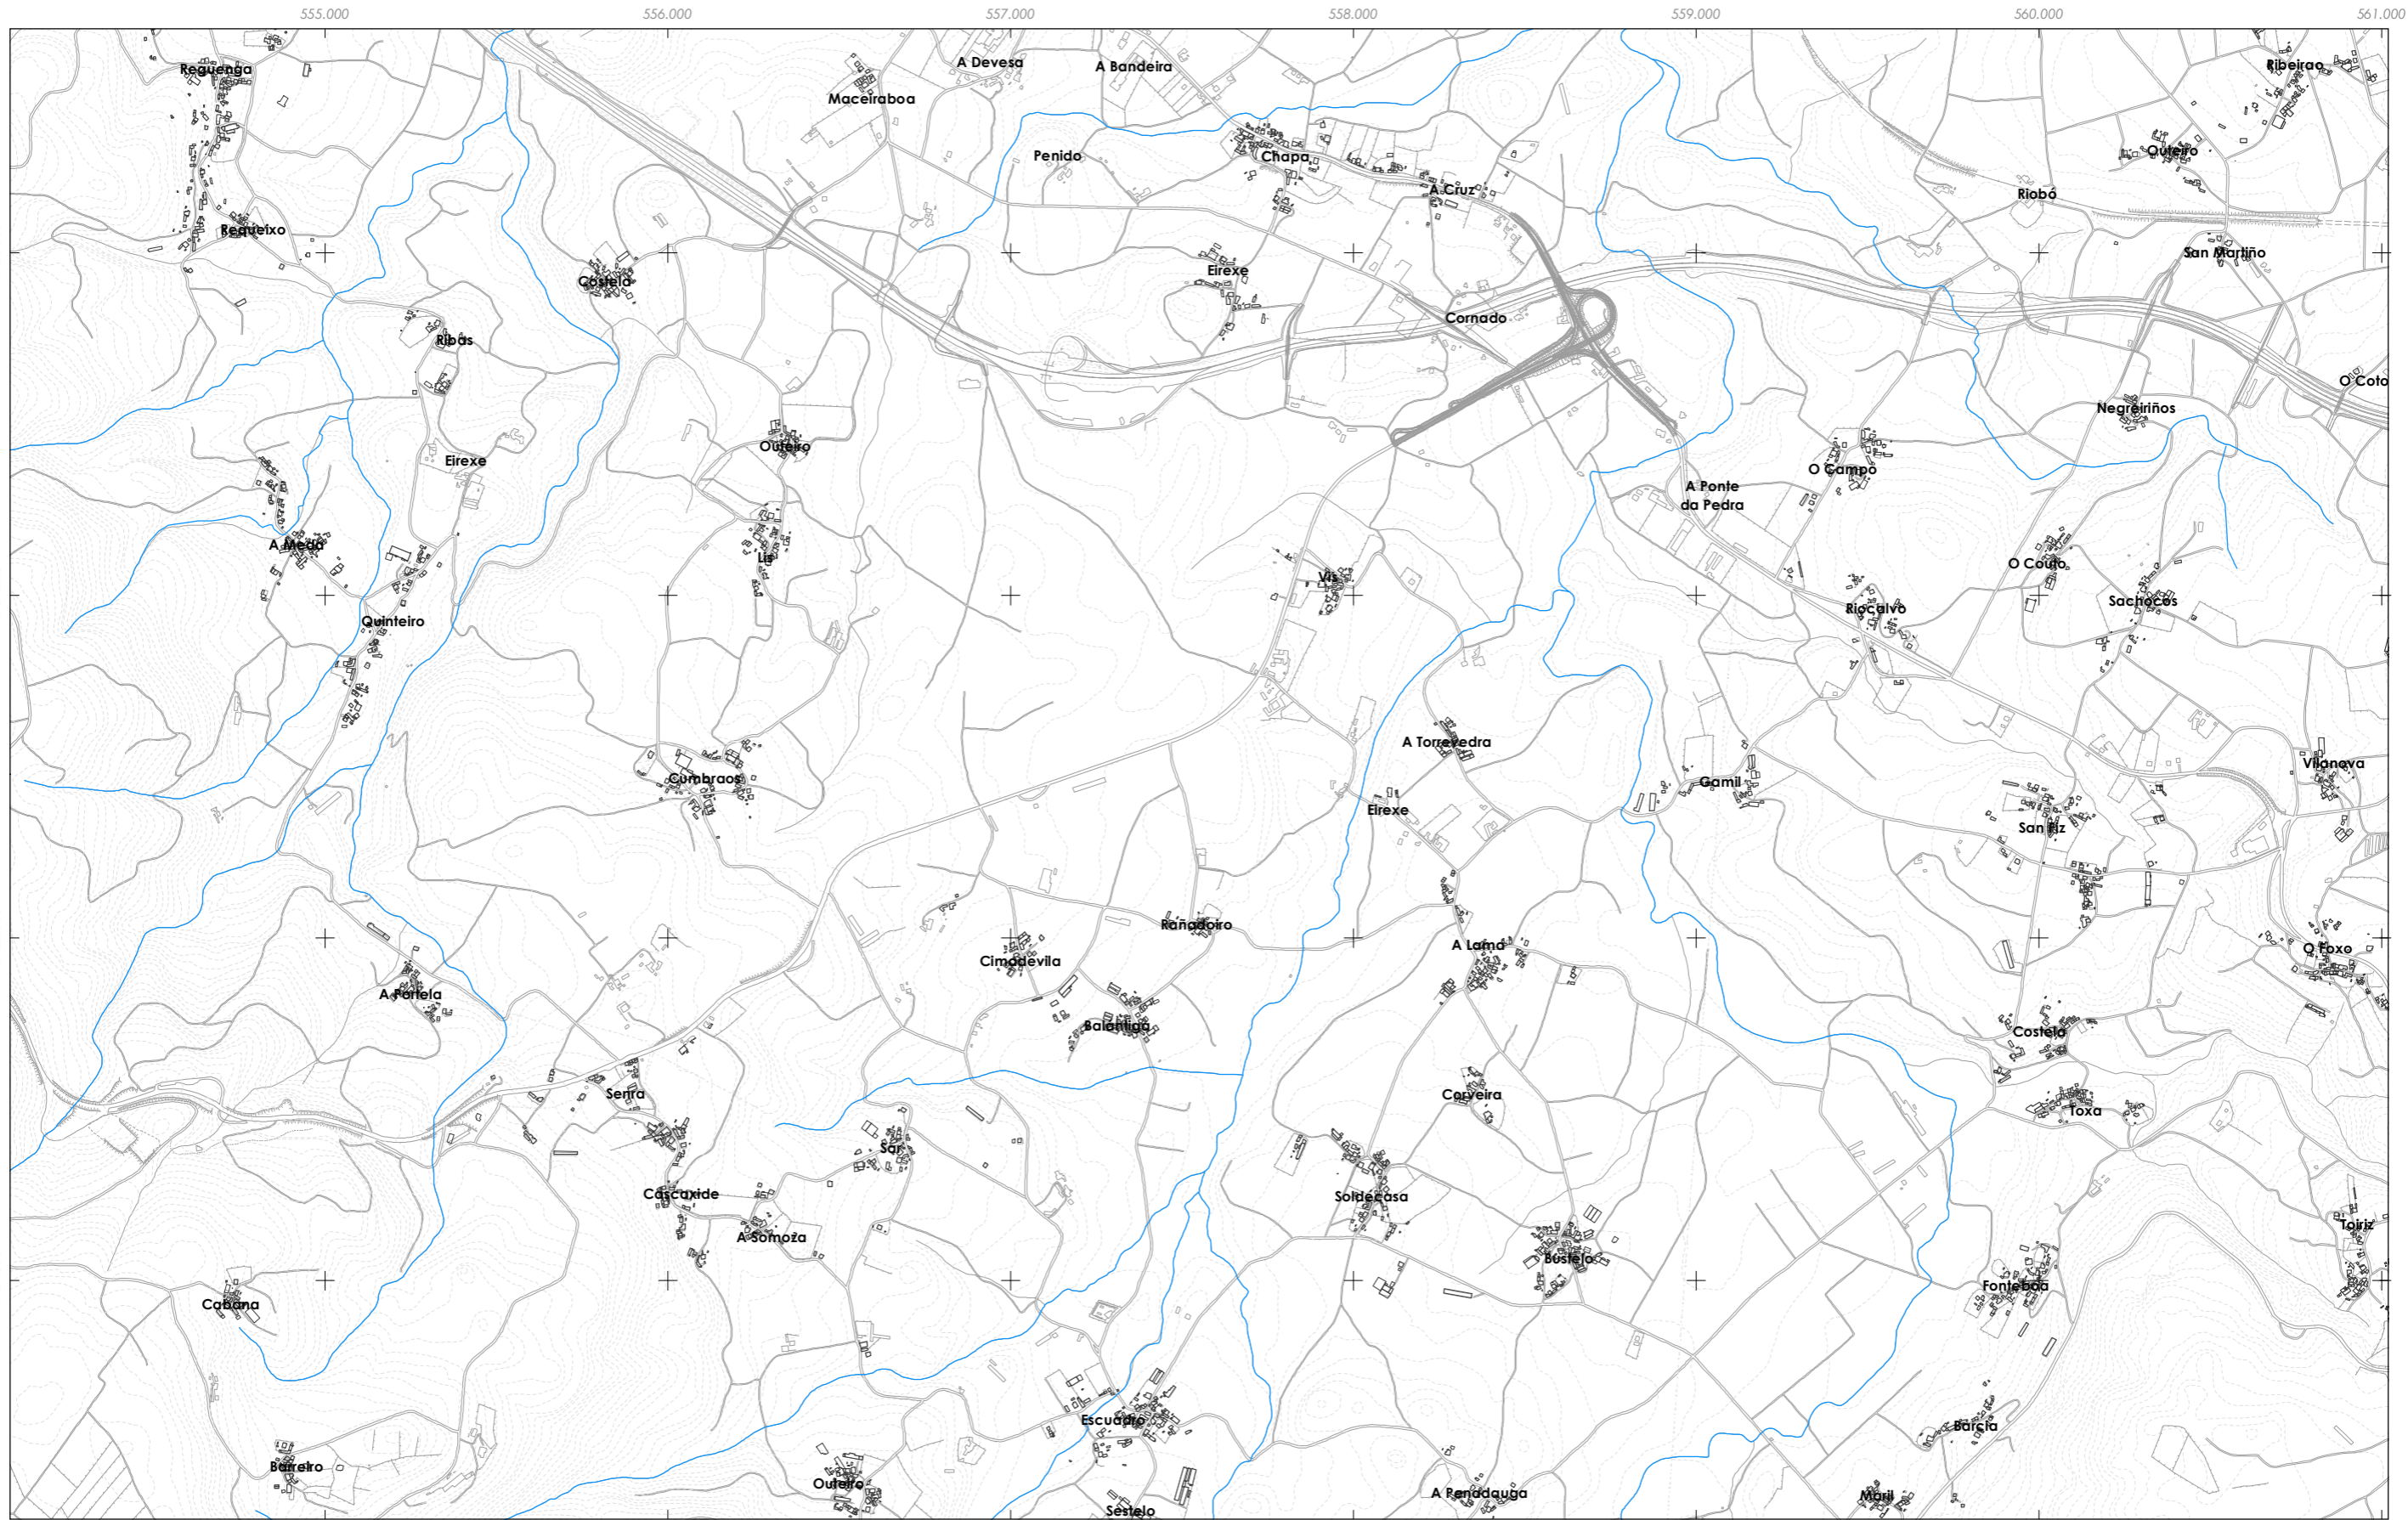 555.000 556.000 557.000 558.000 559.000 560.000 561.000
Reguenga
A Devesa
A Bandeira
Ribeirao
Maceiraboa
Penido
Chapa
Outeiro
A Cruz
Riobó
Requeixo
San Martiño
Eirexe
Costela
Cornado
Ribas
O Coto
Negreiriños
Outeiro
Eirexe
O Campo
A Ponte
da Pedra
A Meda
Lis
O Couto
Vis
Sachocos
Riocalvo
Quinteiro
A Torrevedra
Vilanova
Cumbraos
Gamil
Eirexe
San Fiz
Rañadoiro
A Lama
O Foxo
Cimadevila
A Portela
Balantiga
Costela
Serra
Corveira
Toxa
Sar
Cascaxide
Soldecasa
Toiriz
A Somoza
Bustelo
Fonteboa
Cabana
Escuadro
Barcia
Barreiro
Outeiro
A Penadauga
Maril
Sestelo